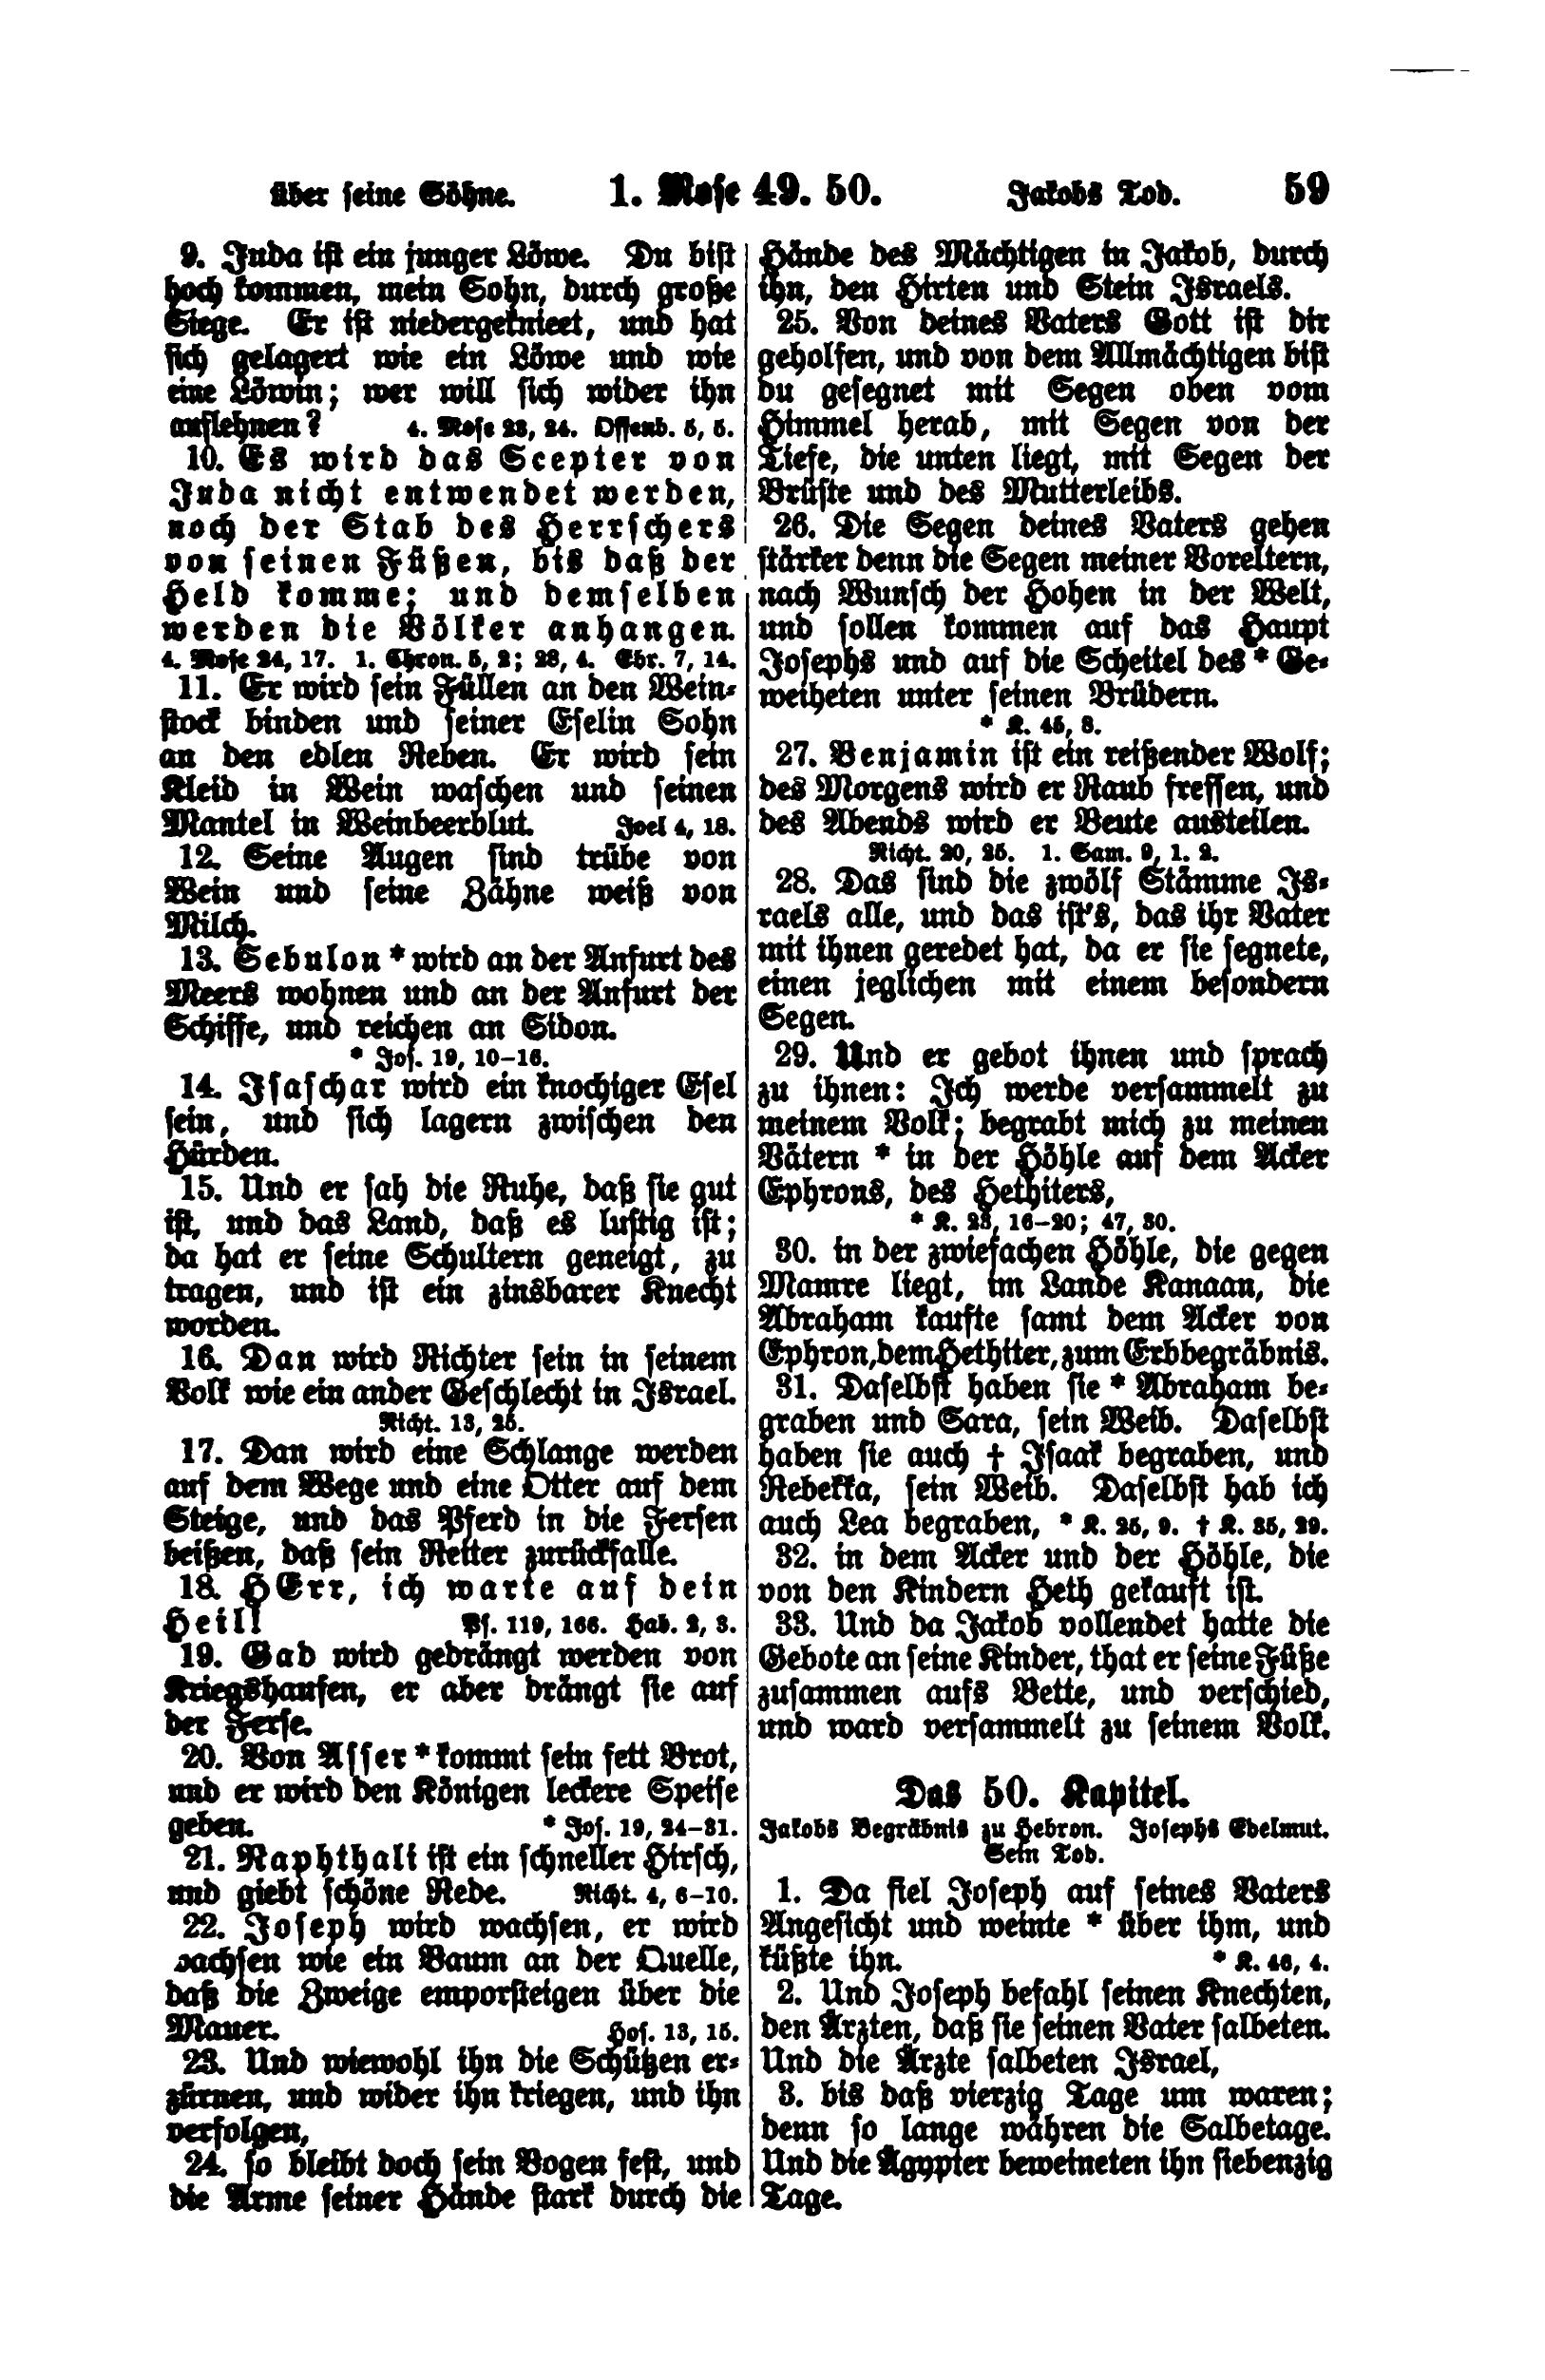 über seine Söhne. 1. Mose 49. 50. Jakobs Tod. 59
9. Juda ist ein junger Löwe. Du bist
hoch kommen, mein Sohn, durch große
Siege. Er ist niedergeknieet, und hat
sich gelagert wie ein Löwe und wie
eine Löwin; wer will sich wider ihn
auflehnen? 4. Mose 23, 24. Offenb. 5, 5.
10. Es wird das Scepter von
Juda nicht entwendet werden,
noch der Stab des Herrschers
von seinen Füßen, bis daß der
Held komme; und demselben
werden die Völker anhangen.
4. Mose 24, 17. 1. Chron. 5, 2; 28, 4. Ebr. 7, 14.
11. Er wird sein Füllen an den Wein-
stock binden und seiner Eselin Sohn
an den edlen Reben. Er wird sein
Kleid in Wein waschen und seinen
Mantel in Weinbeerblut. Joel 4, 18.
12. Seine Augen sind trübe von
Wein und seine Zähne weiß von
Milch.
13. Sebulon * wird an der Anfurt des
Meers wohnen und an der Anfurt der
Schiffe, und reichen an Sidon.
* Jos. 19, 10-16.
14. Isaschar wird ein knochiger Esel
sein, und sich lagern zwischen den
Hürden.
15. Und er sah die Ruhe, daß sie gut
ist, und das Land, daß es lustig ist;
da hat er seine Schultern geneigt, zu
tragen, und ist ein zinsbarer Knecht
worden.
16. Dan wird Richter sein in seinem
Volk wie ein ander Geschlecht in Israel.
Richt. 13, 25.
17. Dan wird eine Schlange werden
auf dem Wege und eine Otter auf dem
Steige, und das Pferd in die Fersen
beißen, daß sein Reiter zurückfalle.
18. HErr, ich warte auf dein
Heil! Ps. 119, 166. Hab. 2, 3.
19. Gad wird gedrängt werden von
Kriegshaufen, er aber drängt sie auf
der Ferse.
20. Von Asser * kommt sein fett Brot,
und er wird den Königen leckere Speise
geben. * Jos. 19, 24-31.
21. Naphthali ist ein schneller Hirsch,
und giebt schöne Rede. Richt. 4, 6-10.
22. Joseph wird wachsen, er wird
wachsen wie ein Baum an der Quelle,
daß die Zweige emporsteigen über die
Mauer. Hos. 13, 15.
23. Und wiewohl ihn die Schützen er-
zürnen, und wider ihn kriegen, und ihn
verfolgen,
24. so bleibt doch sein Bogen fest, und
die Arme seiner Hände stark durch die
Hände des Mächtigen in Jakob, durch
ihn, den Hirten und Stein Israels.
25. Von deines Vaters Gott ist dir
geholfen, und von dem Allmächtigen bist
du gesegnet mit Segen oben vom
Himmel herab, mit Segen von der
Tiefe, die unten liegt, mit Segen der
Brüste und des Mutterleibs.
26. Die Segen deines Vaters gehen
stärker denn die Segen meiner Voreltern,
nach Wunsch der Hohen in der Welt,
und sollen kommen auf das Haupt
Josephs und auf die Scheitel des * Ge-
weiheten unter seinen Brüdern.
* K. 45, 8.
27. Benjamin ist ein reißender Wolf;
des Morgens wird er Raub fressen, und
des Abends wird er Beute austeilen.
Richt. 20, 25. 1. Sam. 9, 1. 2.
28. Das sind die zwölf Stämme Is-
raels alle, und das ist's, das ihr Vater
mit ihnen geredet hat, da er sie segnete,
einen jeglichen mit einem besondern
Segen.
29. Und er gebot ihnen und sprach
zu ihnen: Ich werde versammelt zu
meinem Volk; begrabt mich zu meinen
Vätern * in der Höhle auf dem Acker
Ephrons, des Hethiters,
* K. 23, 16-20; 47, 30.
30. in der zwiefachen Höhle, die gegen
Mamre liegt, im Lande Kanaan, die
Abraham kaufte samt dem Acker von
Ephron, dem Hethiter, zum Erbbegräbnis.
31. Daselbst haben sie * Abraham be-
graben und Sara, sein Weib. Daselbst
haben sie auch † Isaak begraben, und
Rebekka, sein Weib. Daselbst hab ich
auch Lea begraben, * K. 25, 9. † K. 35, 29.
32. in dem Acker und der Höhle, die
von den Kindern Heth gekauft ist.
33. Und da Jakob vollendet hatte die
Gebote an seine Kinder, that er seine Füße
zusammen aufs Bette, und verschied,
und ward versammelt zu seinem Volk.
Das 50. Kapitel.
Jakobs Begräbnis zu Hebron. Josephs Edelmut.
Sein Tod.
1. Da fiel Joseph auf seines Vaters
Angesicht und weinte * über ihm, und
küßte ihn. * K. 46, 4.
2. Und Joseph befahl seinen Knechten,
den Ärzten, daß sie seinen Vater salbeten.
Und die Ärzte salbeten Israel,
3. bis daß vierzig Tage um waren;
denn so lange währen die Salbetage.
Und die Ägypter beweineten ihn siebenzig
Tage.